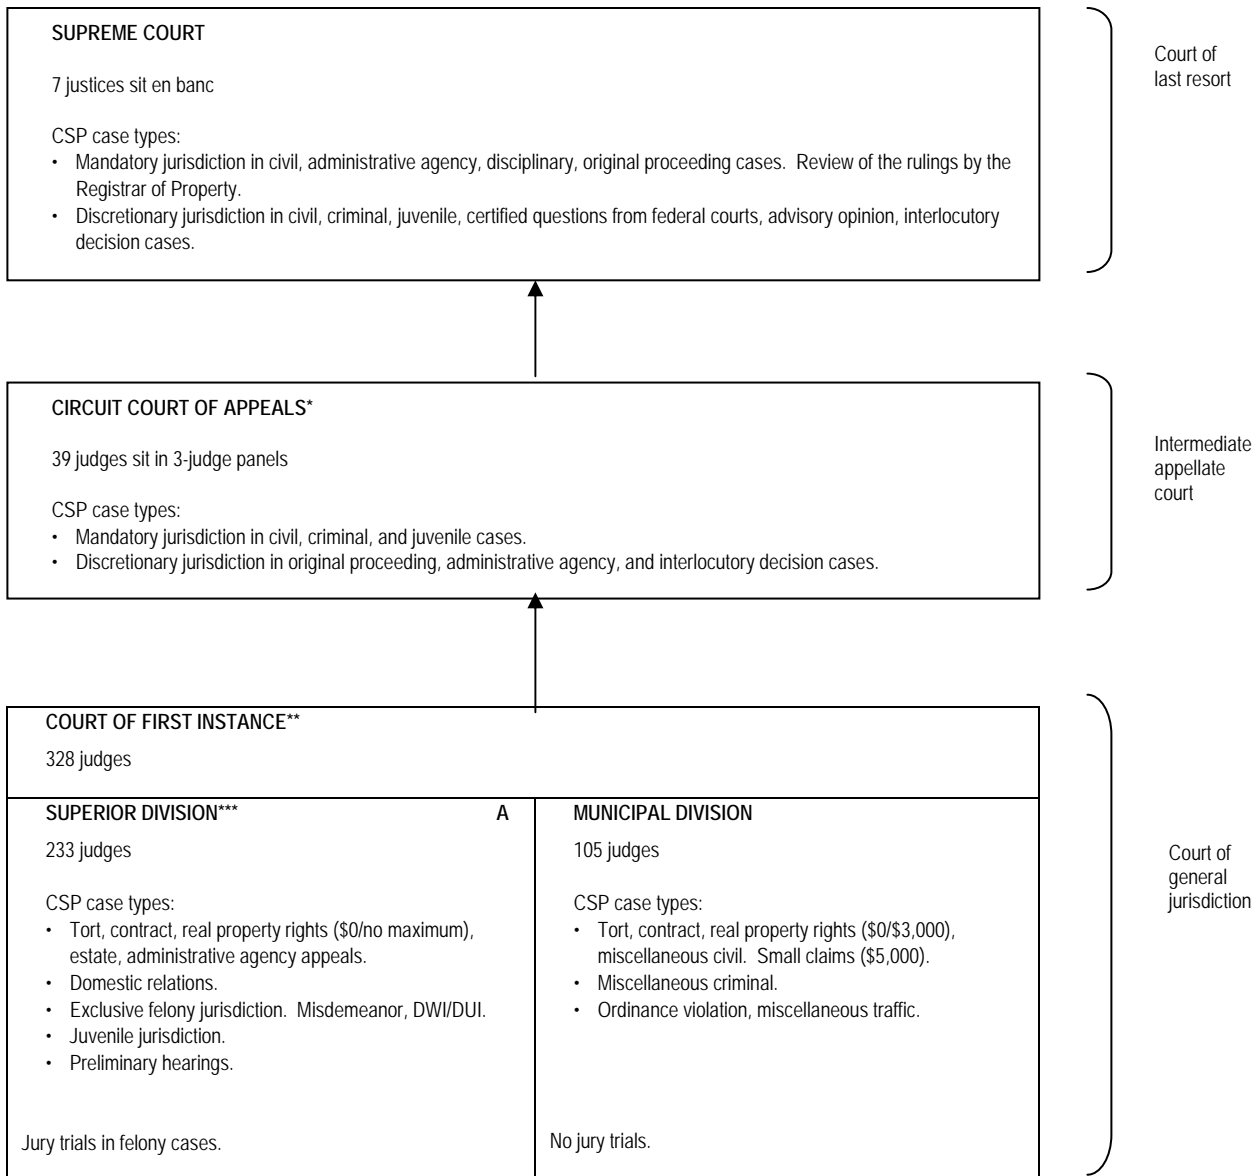 SUPREME COURT
7 justices sit en banc
CSP case types:
• Mandatory jurisdiction in civil, administrative agency, disciplinary, original proceeding cases. Review of the rulings by the
Registrar of Property.
• Discretionary jurisdiction in civil, criminal, juvenile, certified questions from federal courts, advisory opinion, interlocutory
decision cases.
Court of
last resort
CIRCUIT COURT OF APPEALS*
39 judges sit in 3-judge panels
CSP case types:
• Mandatory jurisdiction in civil, criminal, and juvenile cases.
• Discretionary jurisdiction in original proceeding, administrative agency, and interlocutory decision cases.
Intermediate
appellate
court
COURT OF FIRST INSTANCE**
328 judges
SUPERIOR DIVISION*** A
233 judges
CSP case types:
• Tort, contract, real property rights ($0/no maximum),
estate, administrative agency appeals.
• Domestic relations.
• Exclusive felony jurisdiction. Misdemeanor, DWI/DUI.
• Juvenile jurisdiction.
• Preliminary hearings.
Jury trials in felony cases.
MUNICIPAL DIVISION
105 judges
CSP case types:
• Tort, contract, real property rights ($0/$3,000),
miscellaneous civil. Small claims ($5,000).
• Miscellaneous criminal.
• Ordinance violation, miscellaneous traffic.
No jury trials.
Court of
general
jurisdiction